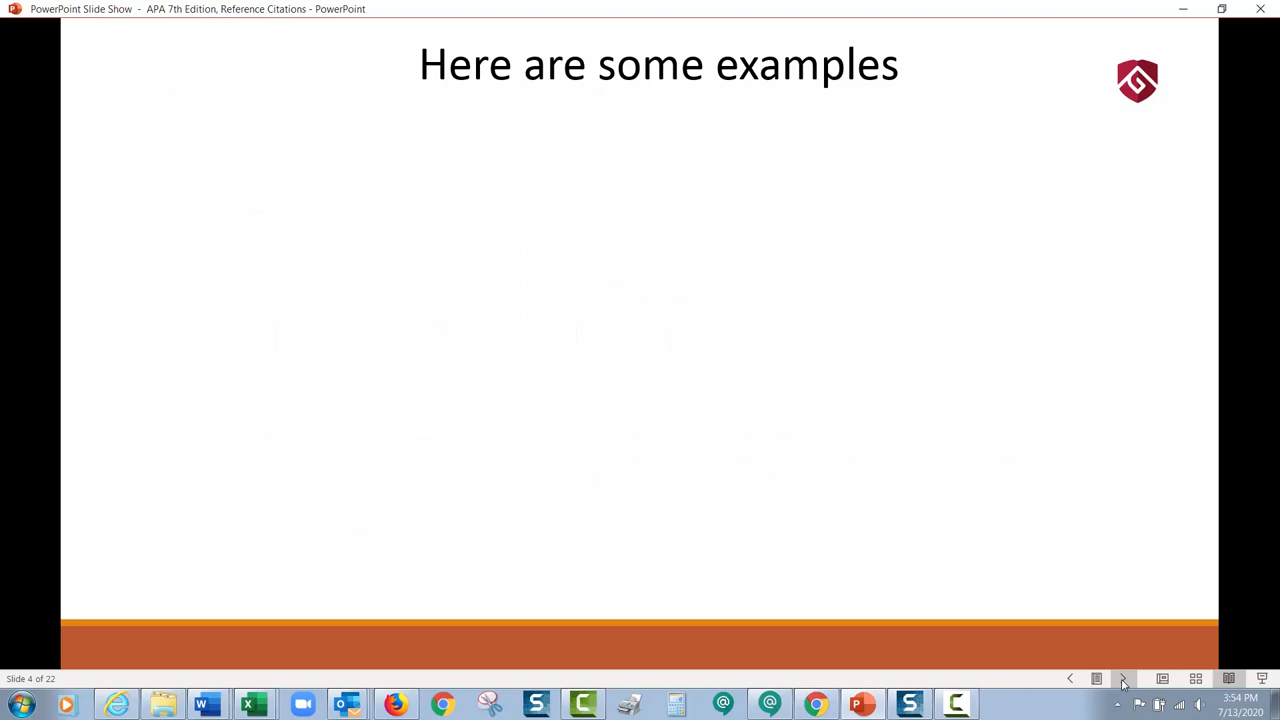 PowerPoint Slide Show - APA 7th Edition, Reference Citations - PowerPoint
Here are some examples
Slide 4 of 22
3:54 PM
7/13/2020